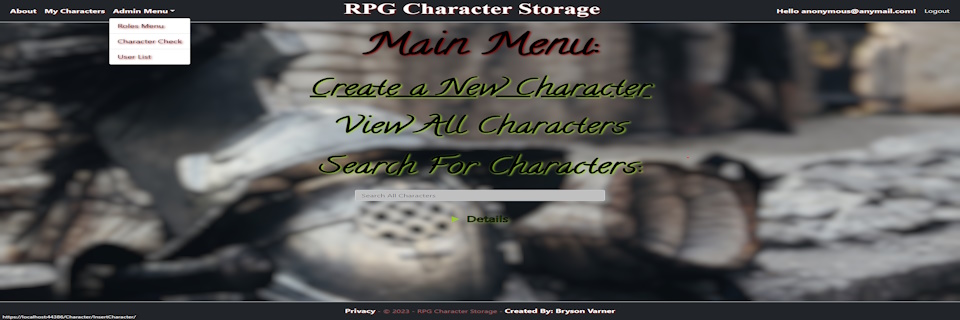 About My Characters Admin Menu RPG Character Storage Hello anonymous@anymail.com! Logout
Roles Menu
Character Check
User List
Main Menu:
Create a New Character
View All Characters
Search For Characters:
Search All Characters
Details
Privacy - © 2023 - RPG Character Storage - Created By: Bryson Varner
https://localhost:44386/Character/InsertCharacter/